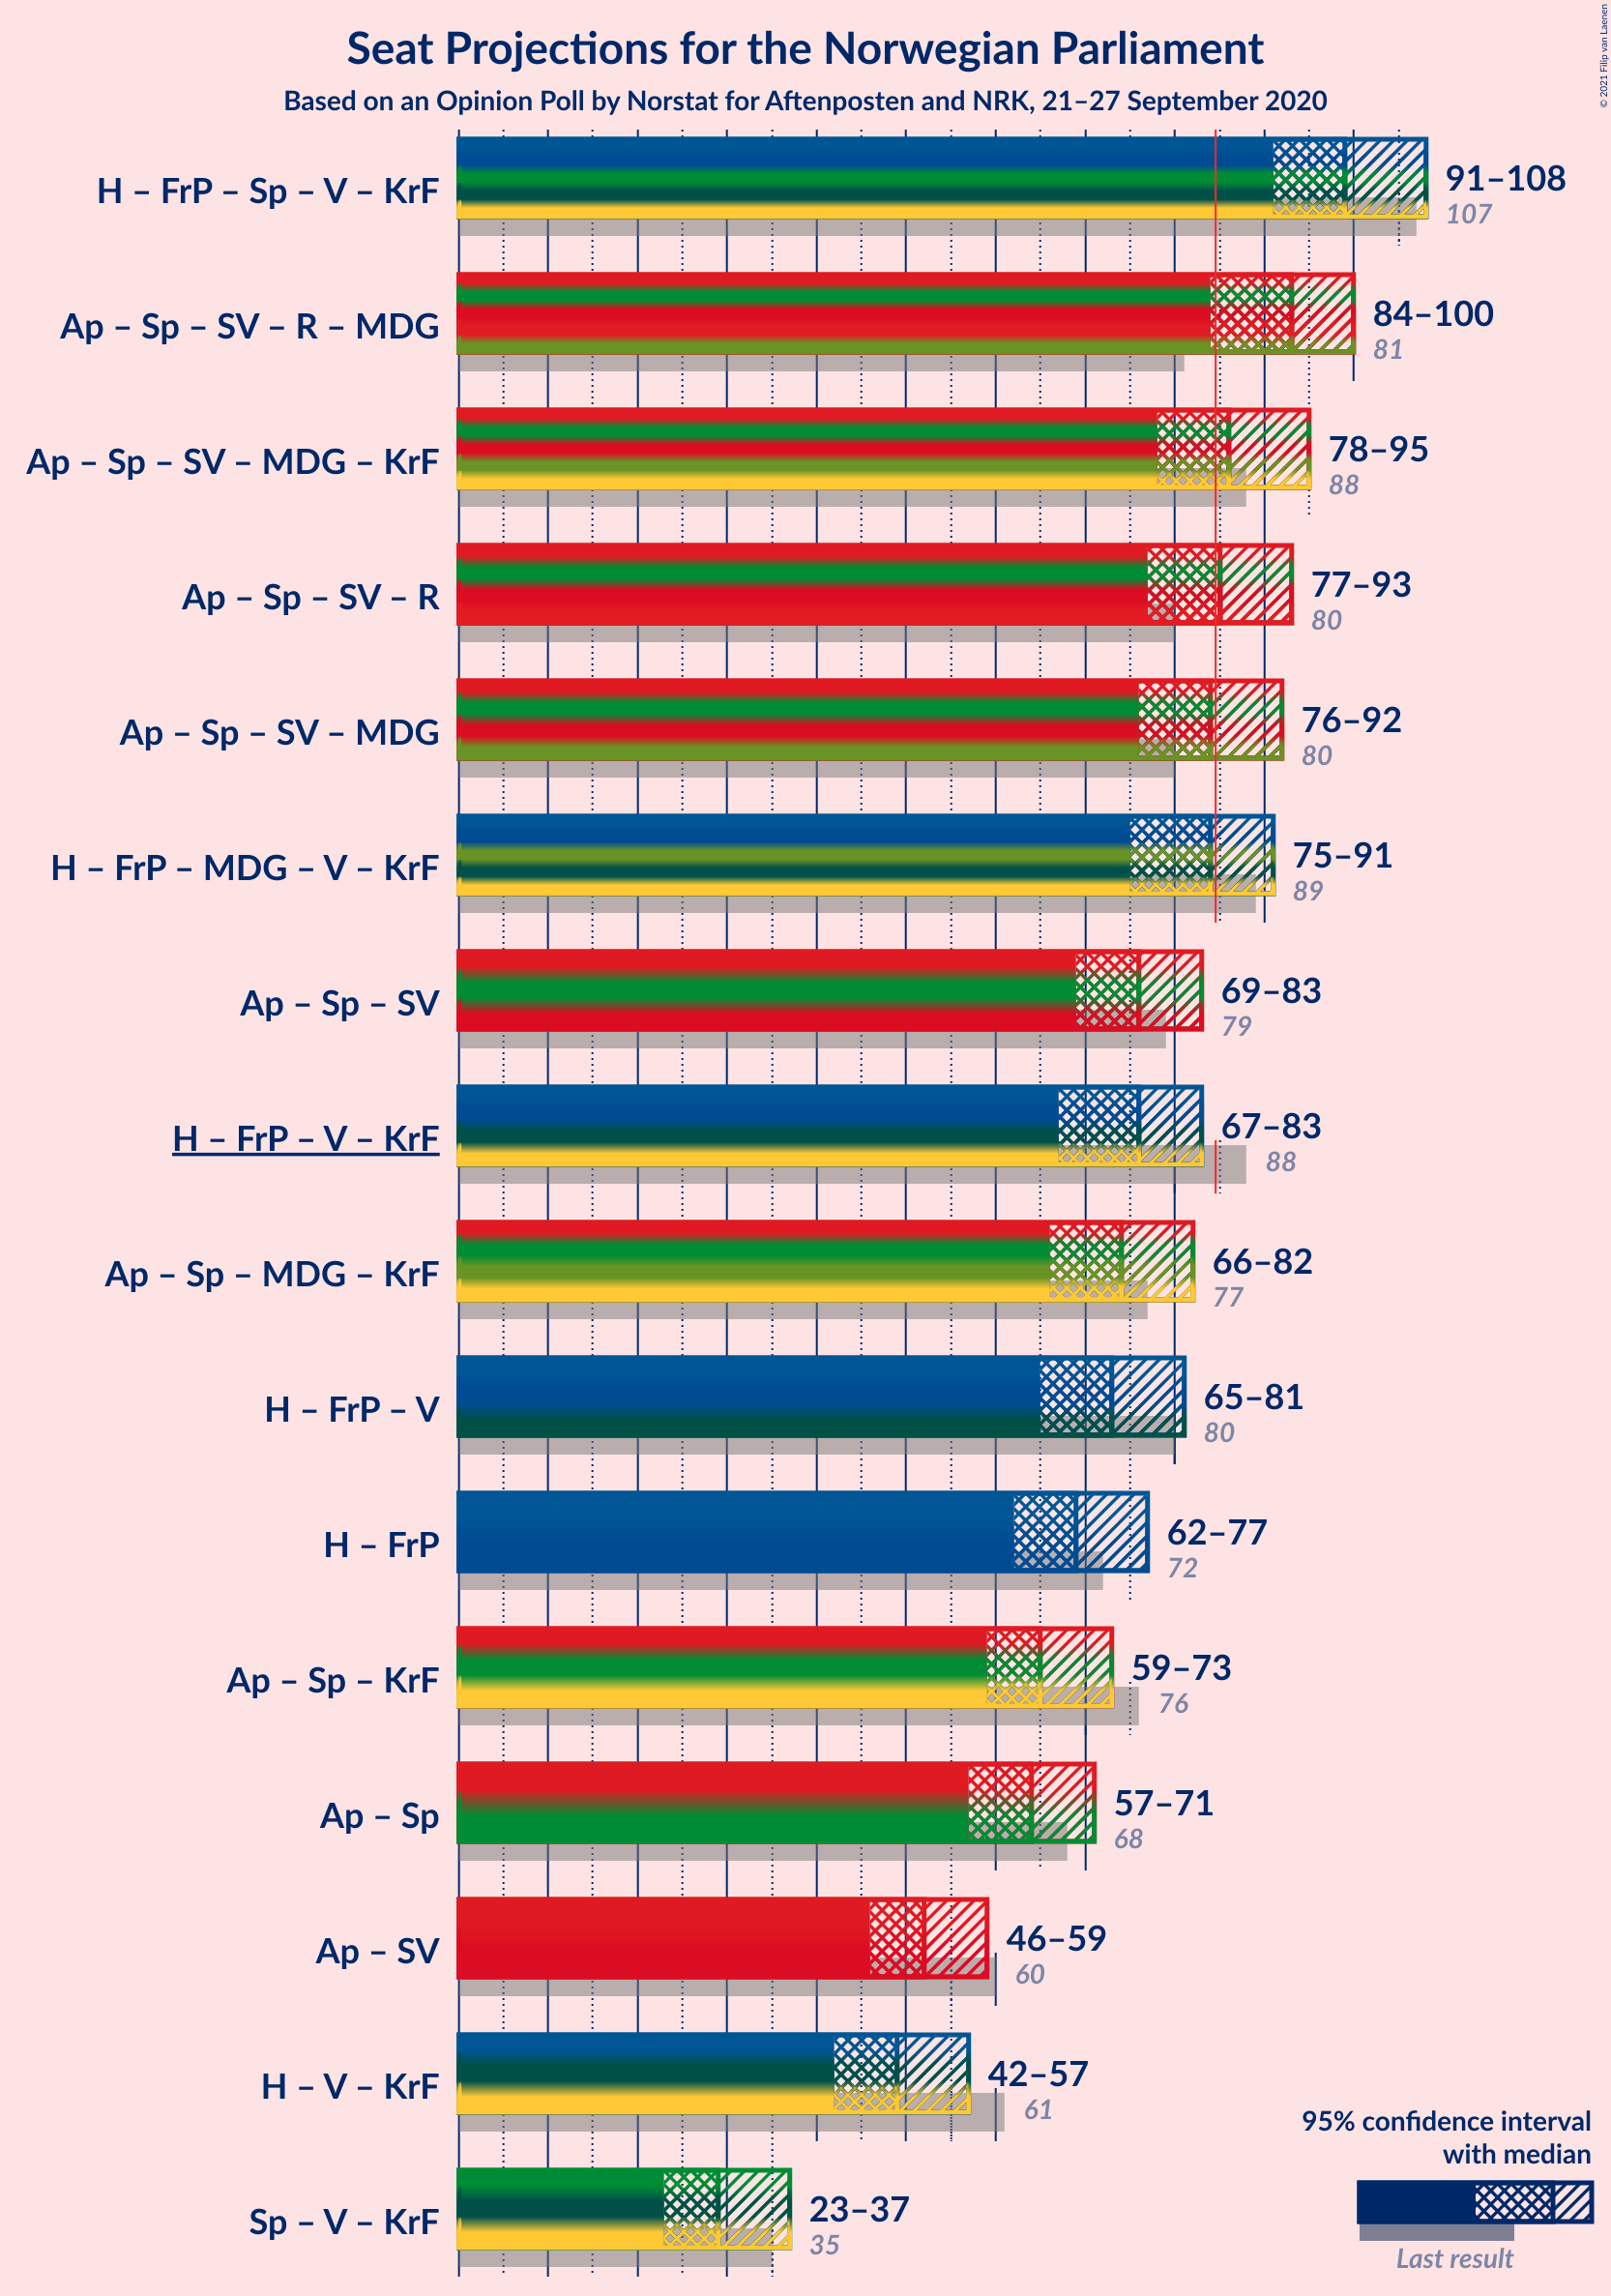 Seat Projections for the Norwegian Parliament
Based on an Opinion Poll by Norstat for Aftenposten and NRK, 21–27 September 2020
© 2021 Filip van Laenen
H – FrP – Sp – V – KrF
91–108
107
Ap – Sp – SV – R – MDG
84–100
81
Ap – Sp – SV – MDG – KrF
78–95
88
Ap – Sp – SV – R
77–93
80
Ap – Sp – SV – MDG
76–92
80
H – FrP – MDG – V – KrF
75–91
89
Ap – Sp – SV
69–83
79
H – FrP – V – KrF
67–83
88
Ap – Sp – MDG – KrF
66–82
77
H – FrP – V
65–81
80
H – FrP
62–77
72
Ap – Sp – KrF
59–73
76
Ap – Sp
57–71
68
Ap – SV
46–59
60
H – V – KrF
42–57
61
Sp – V – KrF
23–37
35
95% confidence interval
with median
Last result